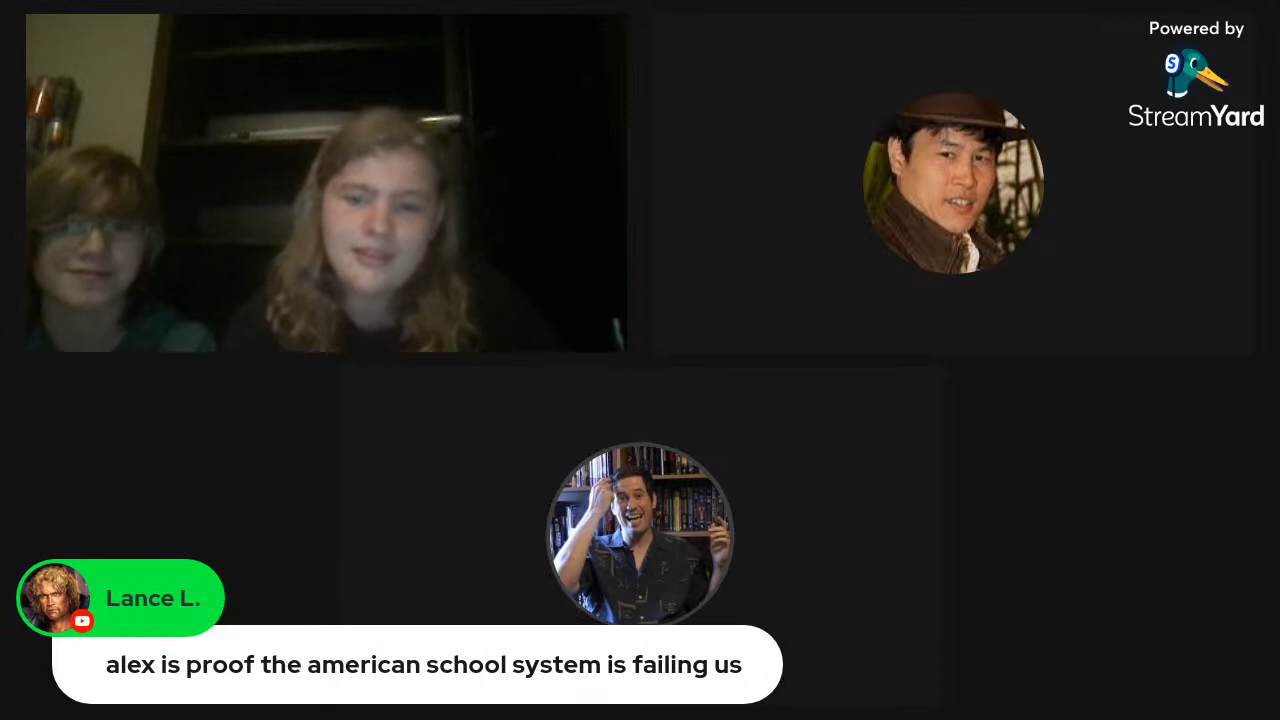 Powered by
StreamYard
Lance L.
alex is proof the american school system is failing us